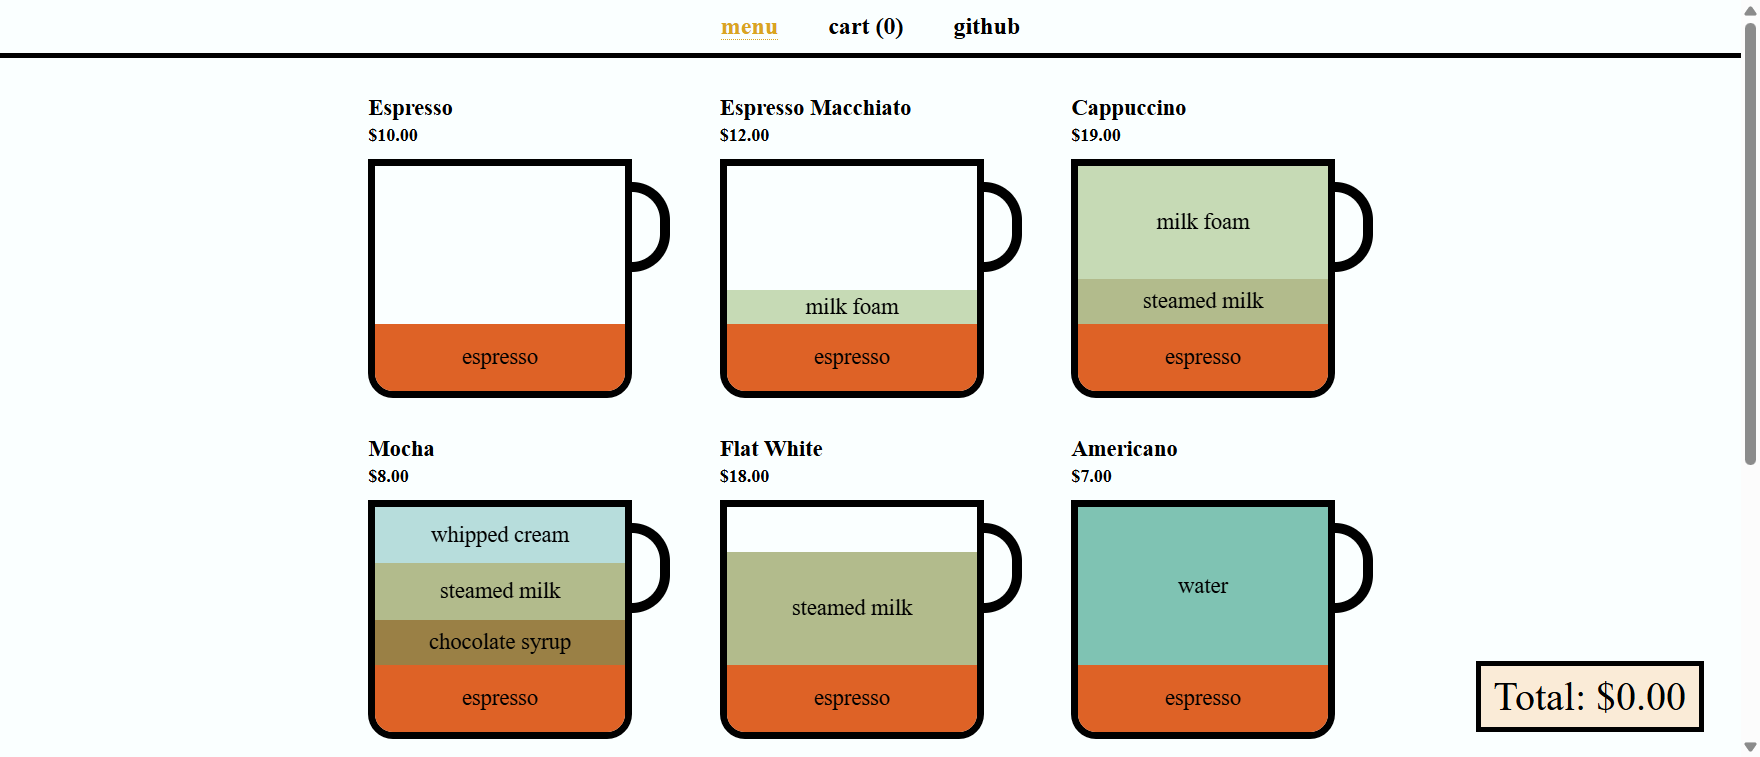 menu cart (0) github
Espresso
$10.00
espresso
Espresso Macchiato
$12.00
milk foam
espresso
Cappuccino
$19.00
milk foam
steamed milk
espresso
Mocha
$8.00
whipped cream
steamed milk
chocolate syrup
espresso
Flat White
$18.00
steamed milk
espresso
Americano
$7.00
water
espresso
Total: $0.00